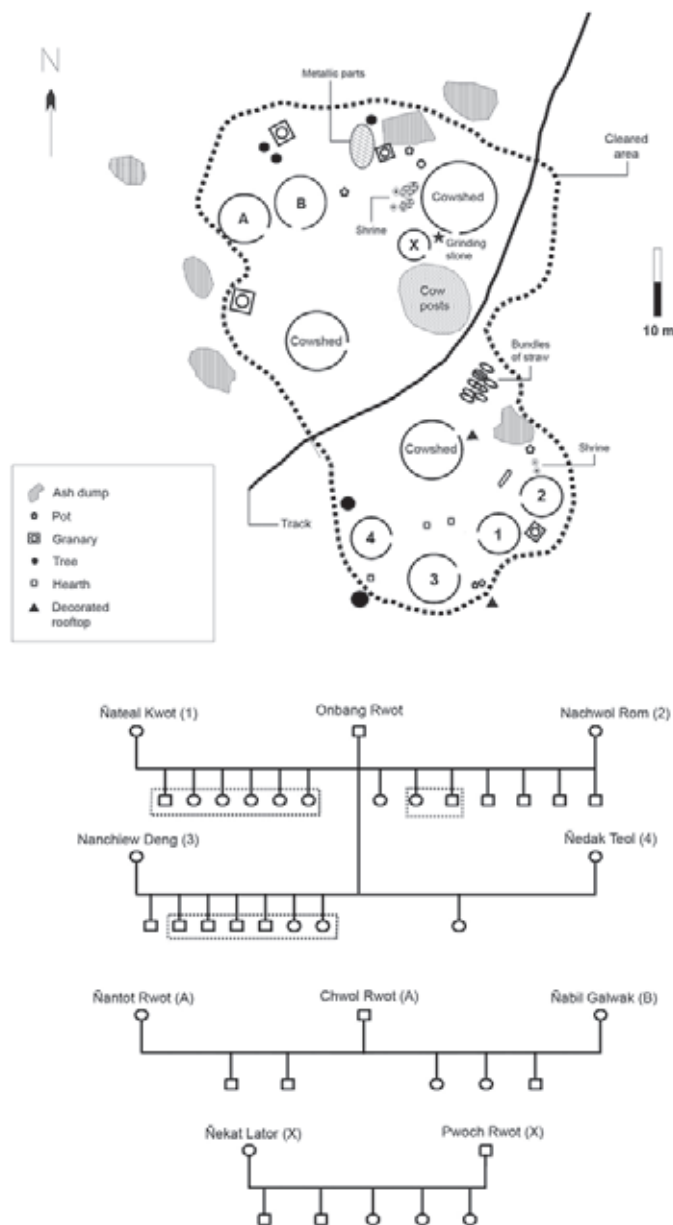 N
Metallic parts
Cleared
area
A
B
Cowshed
Shrine
X
Grinding
stone
Cow
posts
10 m
Cowshed
Bundles
of straw
Cowshed
Shrine
2
Track
4
1
3
Ash dump
Pot
Granary
Tree
Hearth
Decorated
rooftop
Ñateal Kwot (1) Onbang Rwot Nachwol Rom (2)
Nanchiew Deng (3) Ñedak Teol (4)
Ñantot Rwot (A) Chwol Rwot (A) Ñabil Galwak (B)
Ñekat Lator (X) Pwoch Rwot (X)